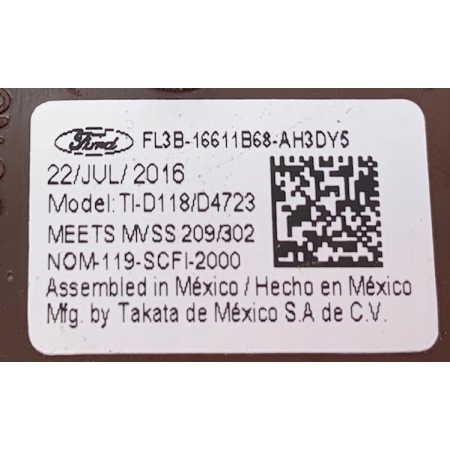 Ford FL3B-16611B68-AH3DY5
22/JUL/ 2016
Model: TI-D118/D4723
MEETS MVSS 209/302
NOM-119-SCFI-2000
Assembled in México / Hecho en México
Mfg. by Takata de México S.A de C.V.